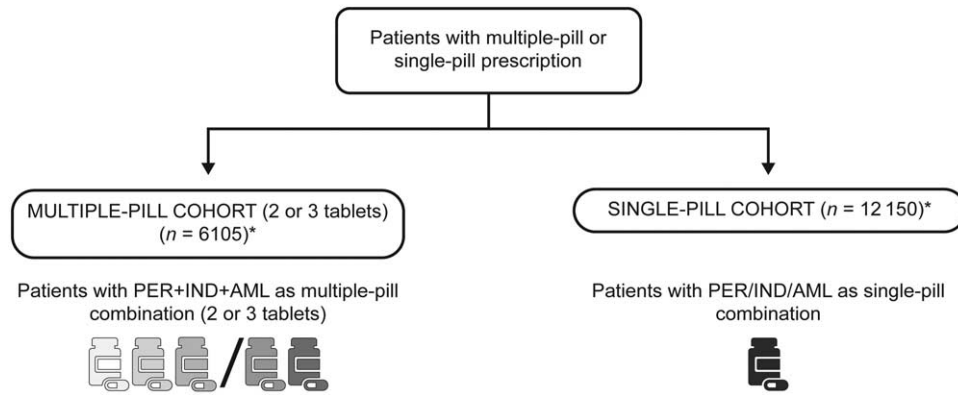 Patients with multiple-pill or
single-pill prescription
MULTIPLE-PILL COHORT (2 or 3 tablets)
(n = 6105)*
SINGLE-PILL COHORT (n = 12 150)*
Patients with PER+IND+AML as multiple-pill
combination (2 or 3 tablets)
Patients with PER/IND/AML as single-pill
combination